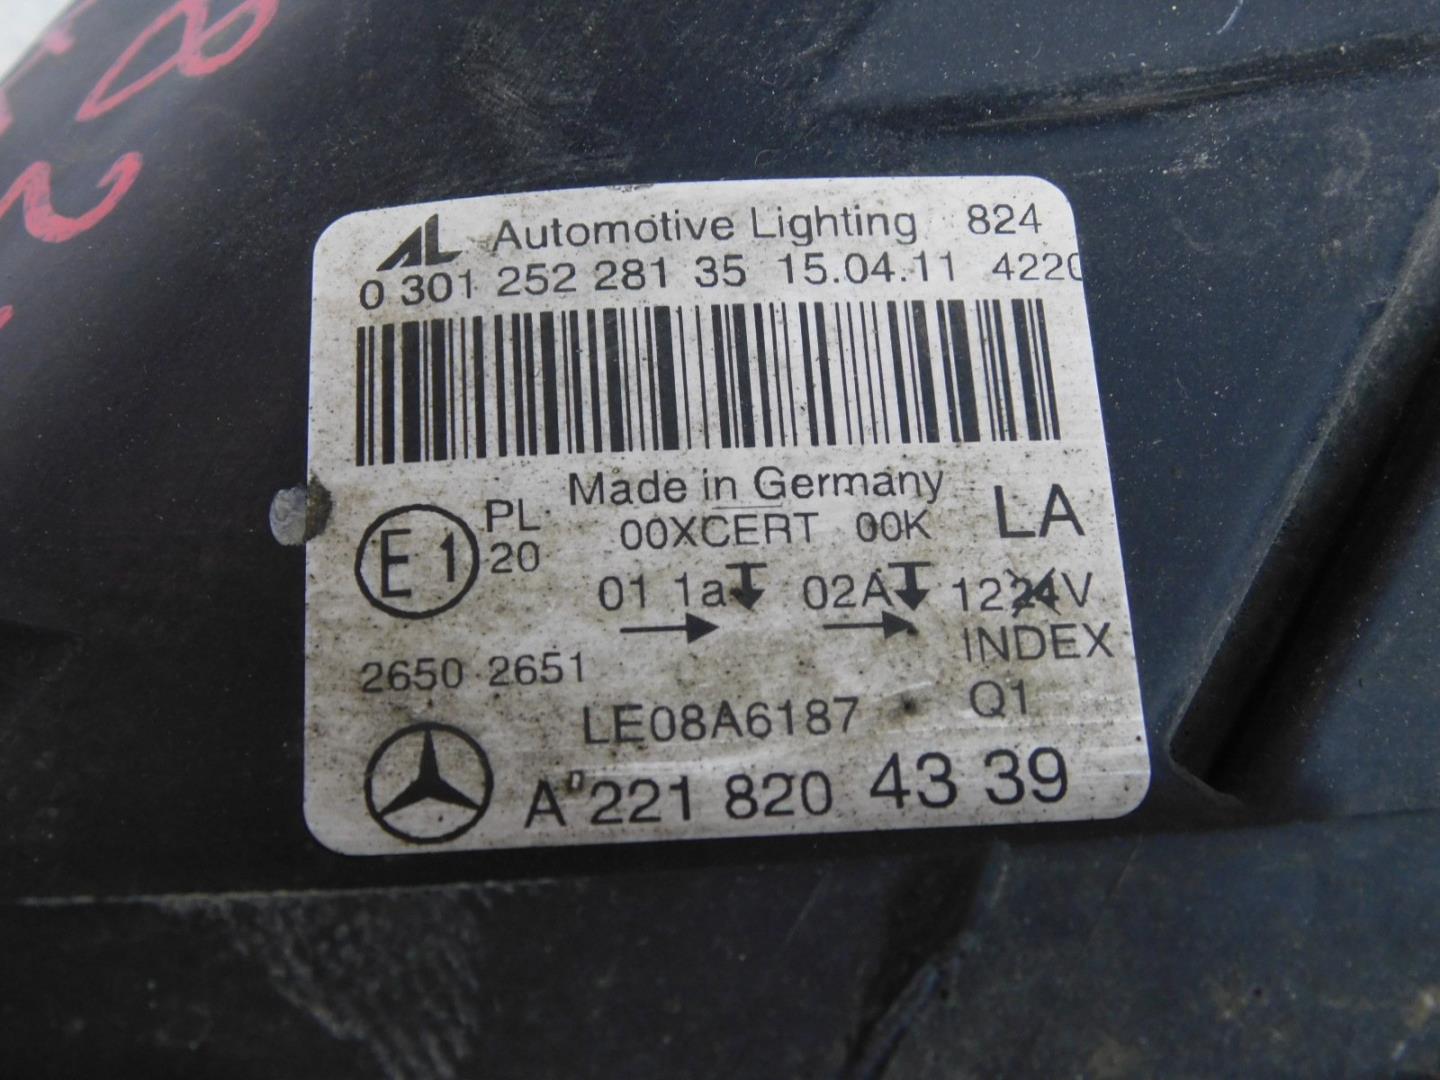 AL Automotive Lighting 824
0 301 252 281 35 15.04.11 4220
Made in Germany
E1 PL 00XCERT 00K LA
20
01 1a 02A 1224V
INDEX
2650 2651
LE08A6187 Q1
A 221 820 43 39